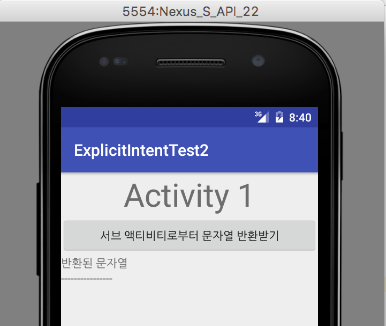 5554:Nexus_S_API_22
3G 8:40
ExplicitIntentTest2
Activity 1
서브 액티비티로부터 문자열 반환받기
반환된 문자열
---------------